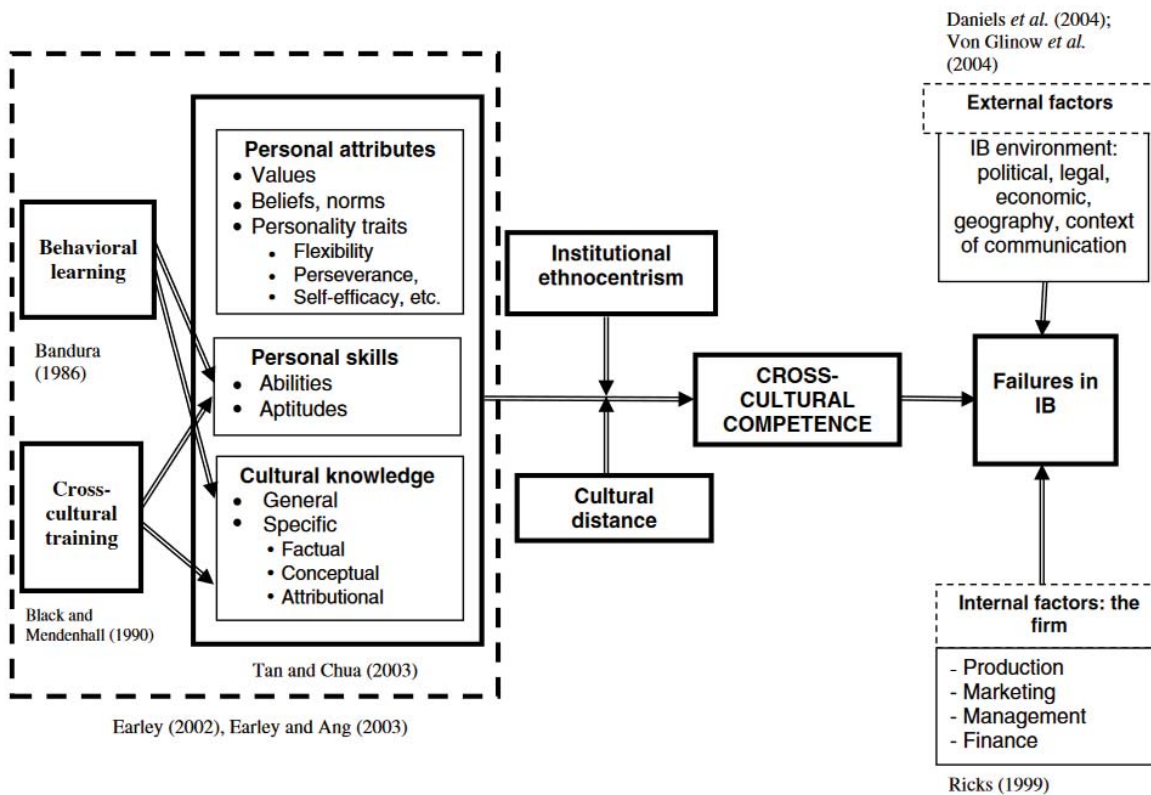 Daniels et al. (2004);
Von Glinow et al.
(2004)
External factors
IB environment:
political, legal,
economic,
geography, context
of communication
Personal attributes
• Values
• Beliefs, norms
• Personality traits
• Flexibility
• Perseverance,
• Self-efficacy, etc.
Behavioral
learning
Bandura
(1986)
Institutional
ethnocentrism
Personal skills
• Abilities
• Aptitudes
CROSS-
CULTURAL
COMPETENCE
Failures in
IB
Cross-
cultural
training
Black and
Mendenhall (1990)
Cultural knowledge
• General
• Specific
• Factual
• Conceptual
• Attributional
Cultural
distance
Internal factors: the
firm
- Production
- Marketing
- Management
- Finance
Tan and Chua (2003)
Earley (2002), Earley and Ang (2003)
Ricks (1999)